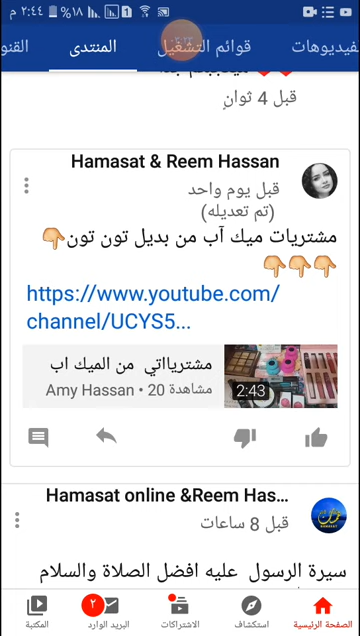 ٢:٤٤ م
١٨%
الفيديوهات
قوائم التشغيل
المنتدى
القنو
قبل 4 ثوانٍ
Hamasat & Reem Hassan
قبل يوم واحد
(تم تعديله)
مشتريات ميك آب من بديل تون تون👇🏻
👇🏻👇🏻👇🏻
https://www.youtube.com/
channel/UCYS5...
مشترياااتي من الميك اب
Amy Hassan • 20 مشاهدة
2:43
Hamasat online &Reem Has...
قبل 8 ساعات
سيرة الرسول عليه افضل الصلاة والسلام
الصفحة الرئيسية
استكشاف
الاشتراكات
٢
البريد الوارد
المكتبة